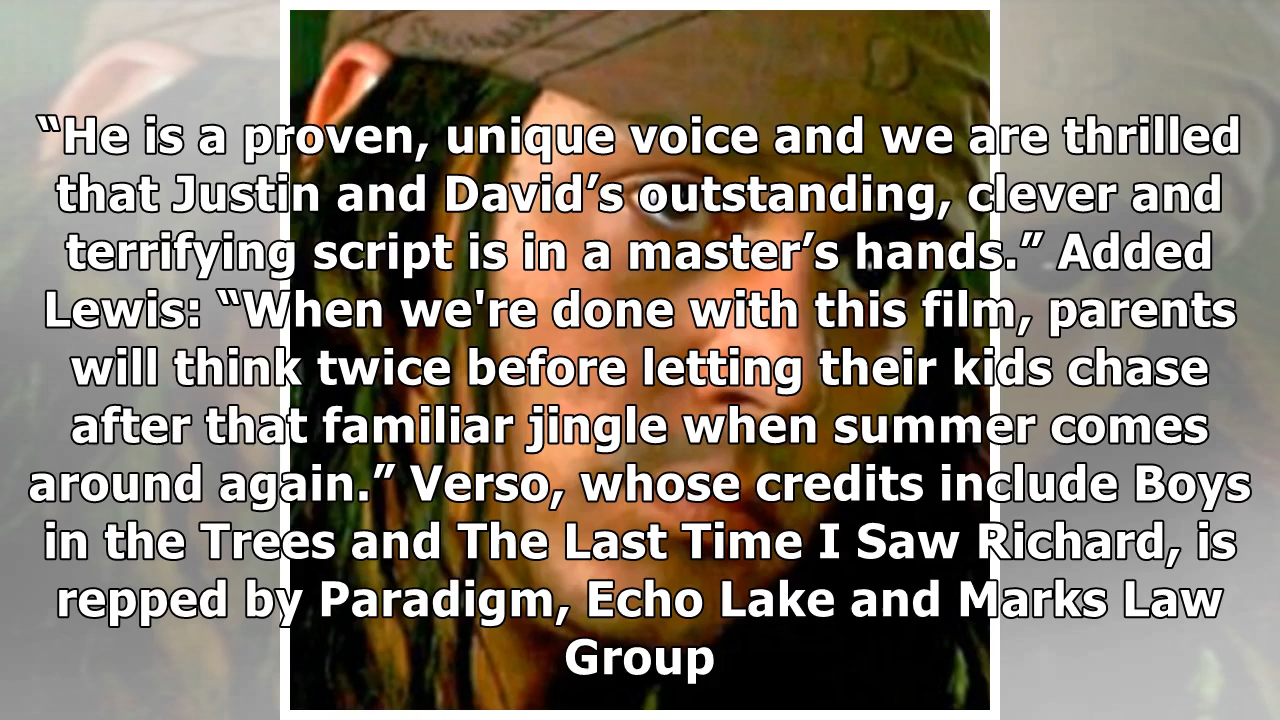 “He is a proven, unique voice and we are thrilled
that Justin and David’s outstanding, clever and
terrifying script is in a master’s hands.” Added
Lewis: “When we're done with this film, parents
will think twice before letting their kids chase
after that familiar jingle when summer comes
around again.” Verso, whose credits include Boys
in the Trees and The Last Time I Saw Richard, is
repped by Paradigm, Echo Lake and Marks Law
Group